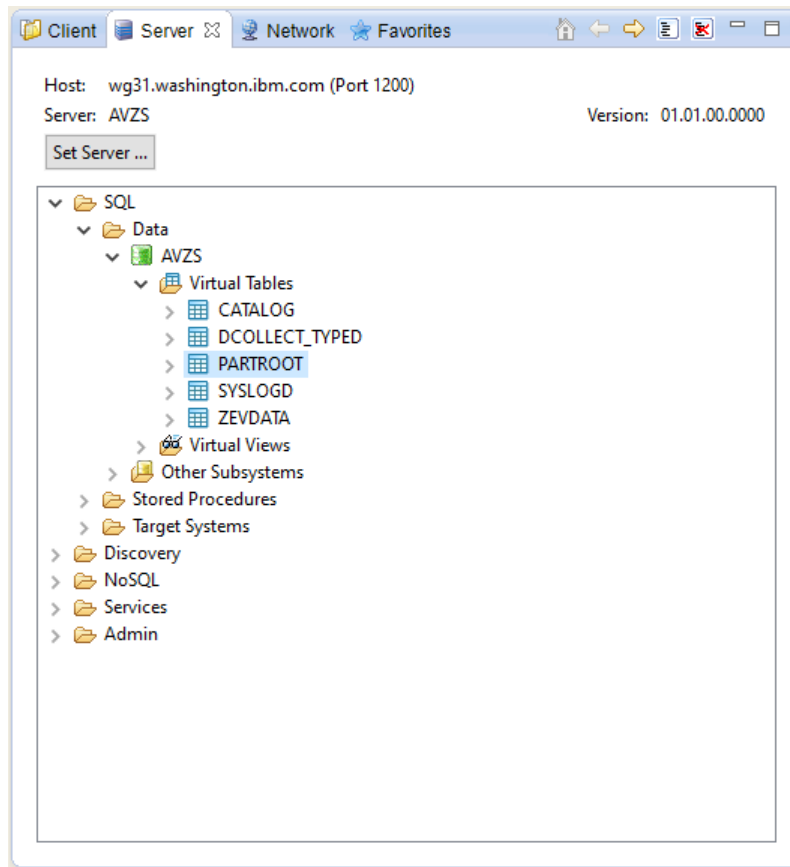 Client Server Network Favorites
Host: wg31.washington.ibm.com (Port 1200)
Server: AVZS Version: 01.01.00.0000
Set Server ...
SQL
Data
AVZS
Virtual Tables
CATALOG
DCOLLECT_TYPED
PARTROOT
SYSLOGD
ZEVDATA
Virtual Views
Other Subsystems
Stored Procedures
Target Systems
Discovery
NoSQL
Services
Admin